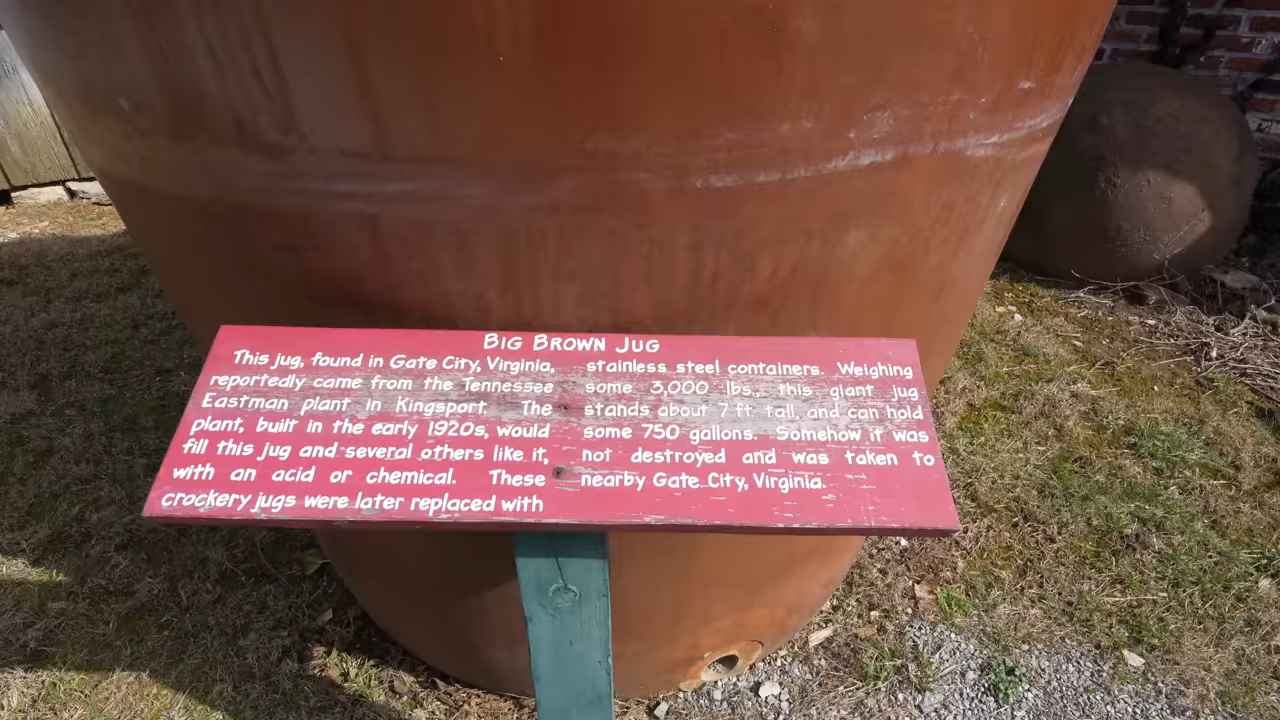 BIG BROWN JUG
This jug, found in Gate City, Virginia,
reportedly came from the Tennessee
Eastman plant in Kingsport. The
plant, built in the early 1920s, would
fill this jug and several others like it,
with an acid or chemical. These
crockery jugs were later replaced with
stainless steel containers. Weighing
some 3,000 lbs., this giant jug
stands about 7 ft. tall, and can hold
some 750 gallons. Somehow it was
not destroyed and was taken to
nearby Gate City, Virginia.